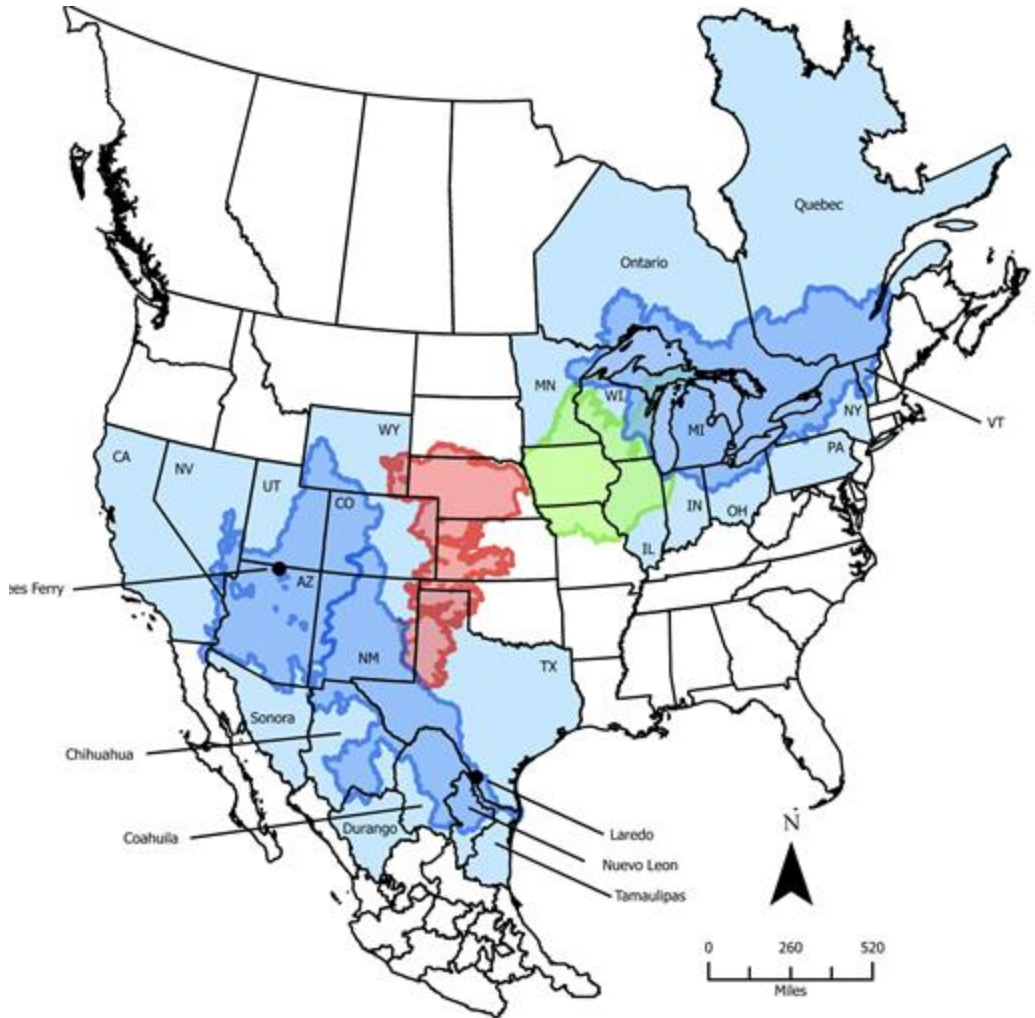 Quebec
Ontario
MN
WI
MI
NY
VT
PA
WY
CA
NV
UT
CO
IN
OH
IL
ees Ferry
AZ
NM
TX
Sonora
Chihuahua
Durango
Coahuila
Laredo
Nuevo Leon
Tamaulipas
N
0 260 520
Miles